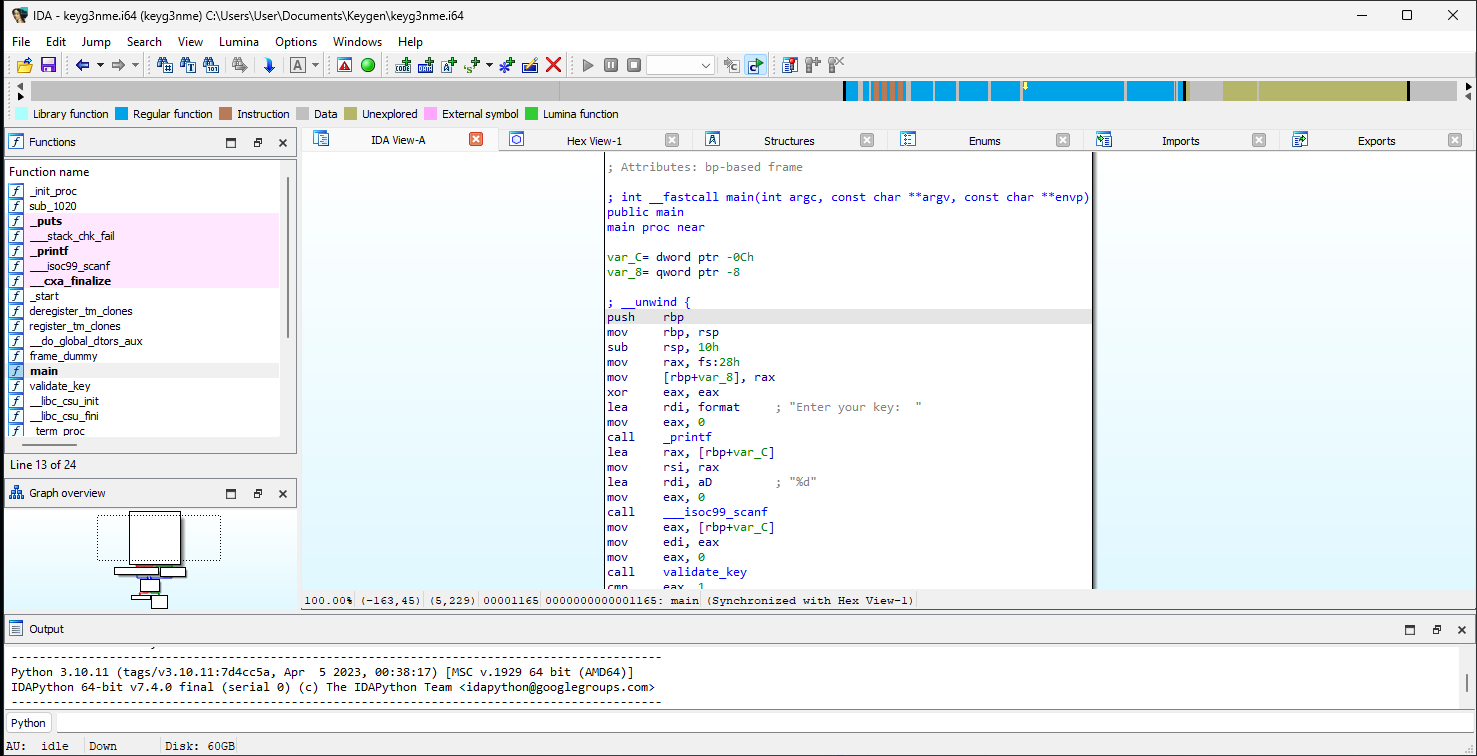 IDA - keyg3nme.i64 (keyg3nme) C:\Users\User\Documents\Keygen\keyg3nme.i64
File Edit Jump Search View Lumina Options Windows Help
Library function Regular function Instruction Data Unexplored External symbol Lumina function
Functions
Function name
f _init_proc
f sub_1020
f _puts
f ___stack_chk_fail
f _printf
f ___isoc99_scanf
f __cxa_finalize
f _start
f deregister_tm_clones
f register_tm_clones
f __do_global_dtors_aux
f frame_dummy
f main
f validate_key
f __libc_csu_init
f __libc_csu_fini
f _term_proc
Line 13 of 24
Graph overview
IDA View-A Hex View-1 Structures Enums Imports Exports
; Attributes: bp-based frame
; int __fastcall main(int argc, const char **argv, const char **envp)
public main
main proc near
var_C= dword ptr -0Ch
var_8= qword ptr -8
; __unwind {
push rbp
mov rbp, rsp
sub rsp, 10h
mov rax, fs:28h
mov [rbp+var_8], rax
xor eax, eax
lea rdi, format ; "Enter your key:  "
mov eax, 0
call _printf
lea rax, [rbp+var_C]
mov rsi, rax
lea rdi, aD ; "%d"
mov eax, 0
call ___isoc99_scanf
mov eax, [rbp+var_C]
mov edi, eax
mov eax, 0
call validate_key
cmp eax, 1
100.00% (-163,45) (5,229) 00001165 0000000000001165: main (Synchronized with Hex View-1)
Output
-----------------------------------------------------------------------------------------
Python 3.10.11 (tags/v3.10.11:7d4cc5a, Apr  5 2023, 00:38:17) [MSC v.1929 64 bit (AMD64)]
IDAPython 64-bit v7.4.0 final (serial 0) (c) The IDAPython Team <idapython@googlegroups.com>
-----------------------------------------------------------------------------------------
Python
AU: idle Down Disk: 60GB